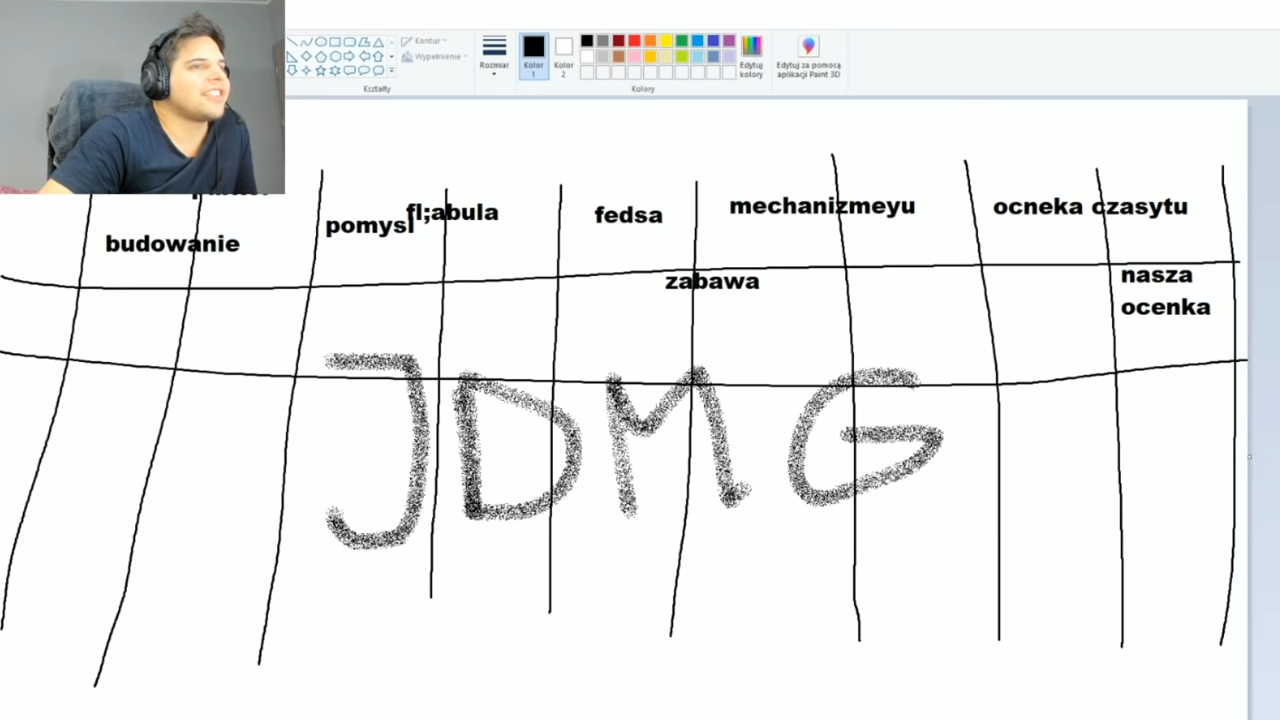 Kontur
Wypełnienie
Kształty
Rozmiar
Kolor
1
Kolor
2
Edytuj
kolory
Kolory
Edytuj za pomocą
aplikacji Paint 3D
budowanie
pomysl
fl;abula
fedsa
mechanizmeyu
ocneka czasytu
zabawa
nasza
ocenka
JDMG